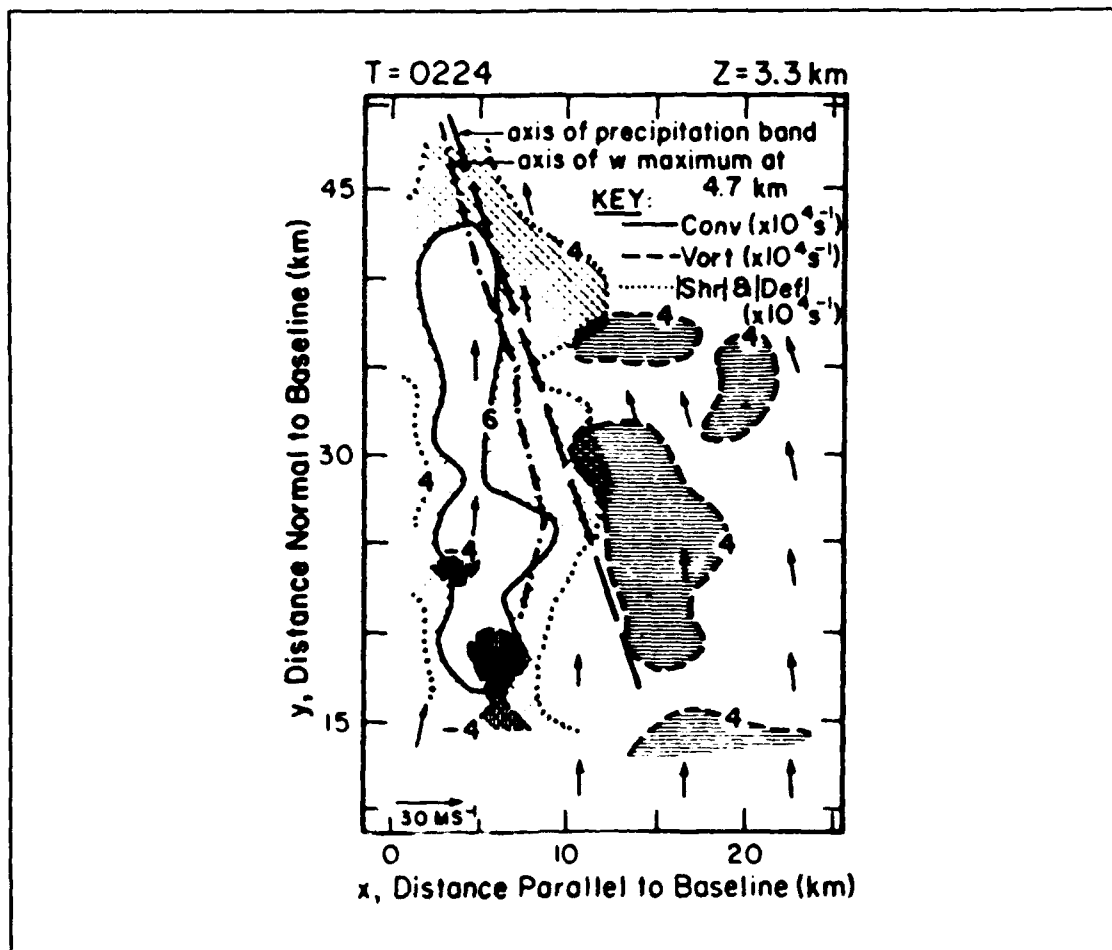 T = 0224
Z = 3.3 km
axis of precipitation band
axis of w maximum at
4.7 km
KEY:
Conv (x10⁴s⁻¹)
Vort (x10⁴s⁻¹)
|Shr| & |Def|
(x10⁴s⁻¹)
45
30
15
4
4
4
6
4
-4
4
4
-4
30 MS⁻¹
0
10
20
y, Distance Normal to Baseline (km)
x, Distance Parallel to Baseline (km)